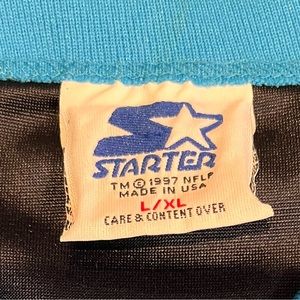 STARTER
TM © 1997 NFLP
MADE IN USA
L/XL
CARE & CONTENT OVER